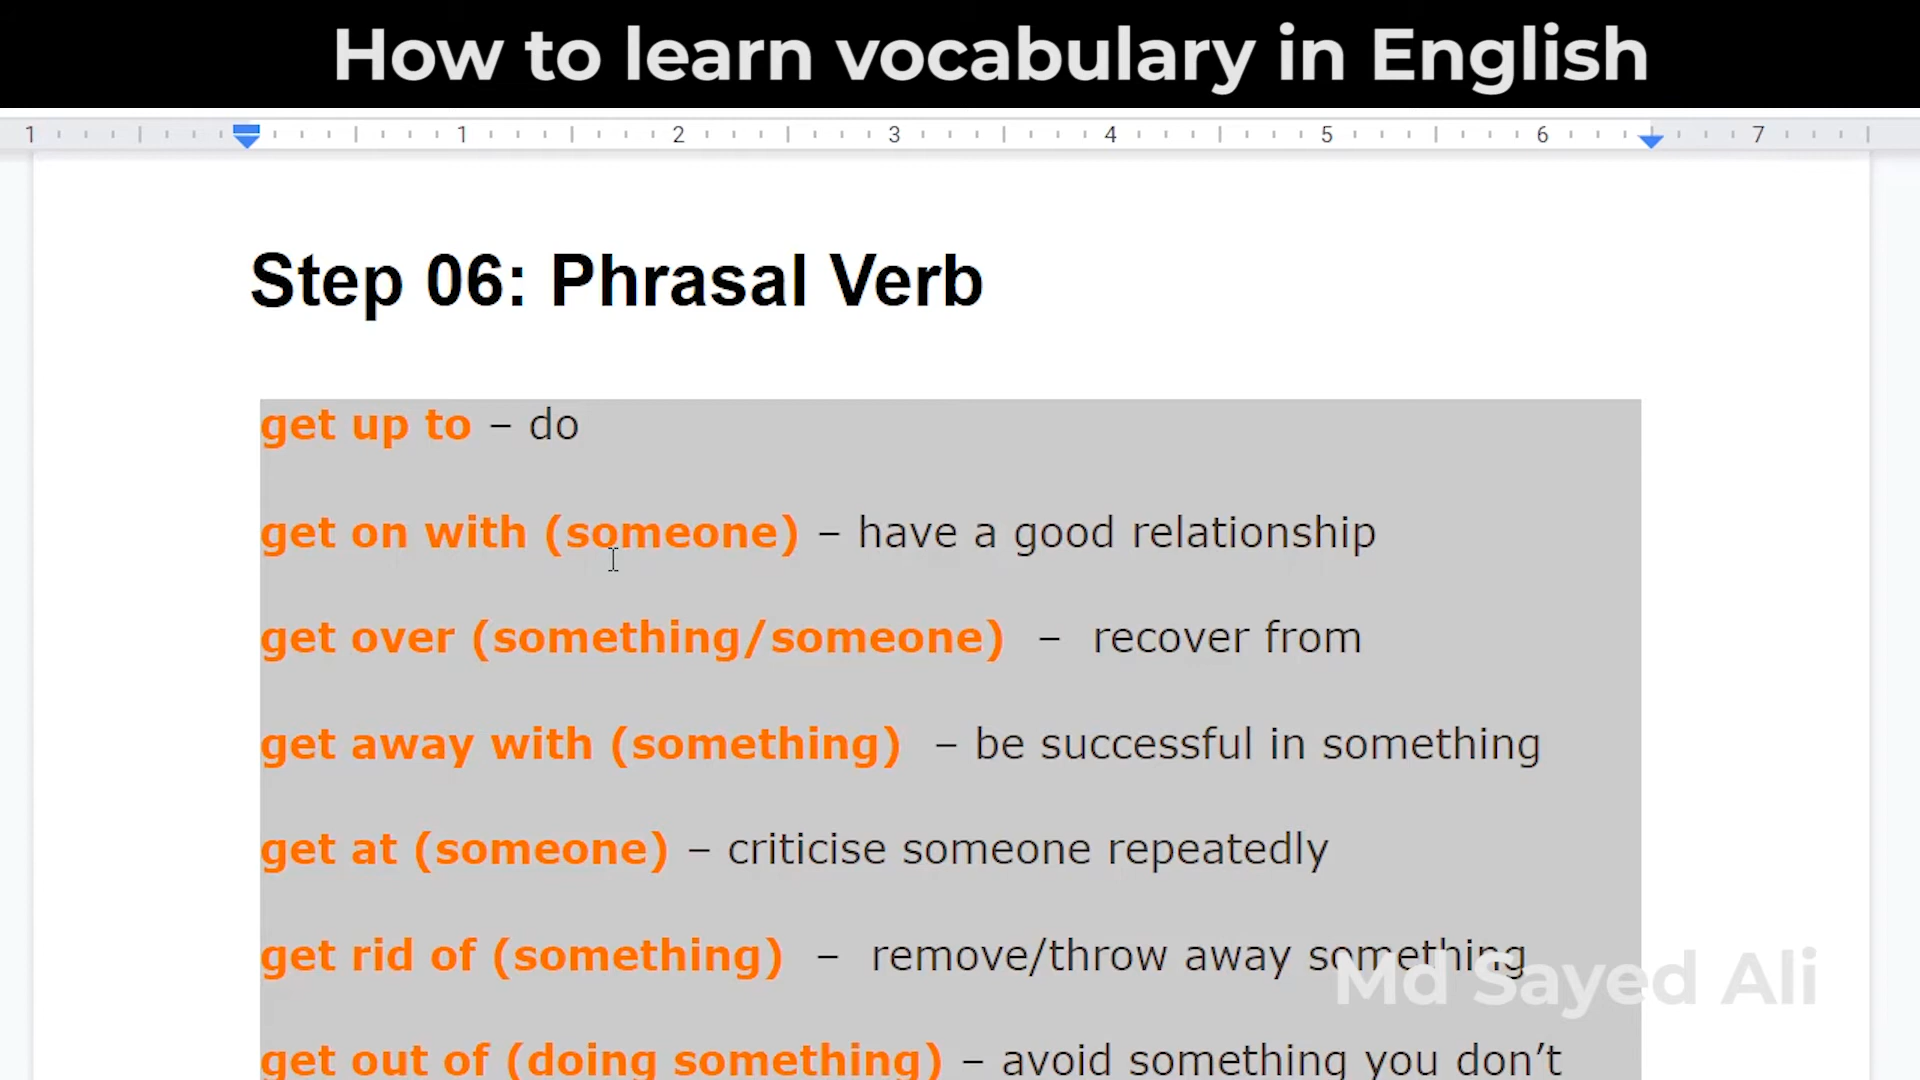 How to learn vocabulary in English
1 1 2 3 4 5 6 7
Step 06: Phrasal Verb
get up to – do
get on with (someone) – have a good relationship
get over (something/someone) – recover from
get away with (something) – be successful in something
get at (someone) – criticise someone repeatedly
get rid of (something) – remove/throw away something
Md Sayed Ali
get out of (doing something) – avoid something you don’t